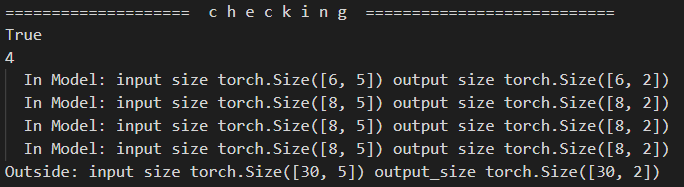 ==================== c h e c k i n g ===========================
True
4
In Model: input size torch.Size([6, 5]) output size torch.Size([6, 2])
In Model: input size torch.Size([8, 5]) output size torch.Size([8, 2])
In Model: input size torch.Size([8, 5]) output size torch.Size([8, 2])
In Model: input size torch.Size([8, 5]) output size torch.Size([8, 2])
Outside: input size torch.Size([30, 5]) output_size torch.Size([30, 2])